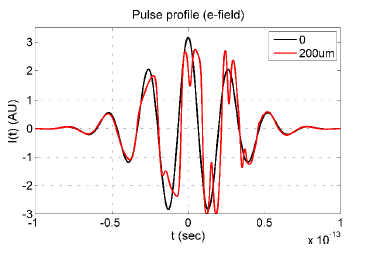 Pulse profile (e-field)
I(t) (AU)
3
2
1
0
-1
-2
-3
0
200um
-1
-0.5
0
0.5
1
t (sec)
x 10^-13